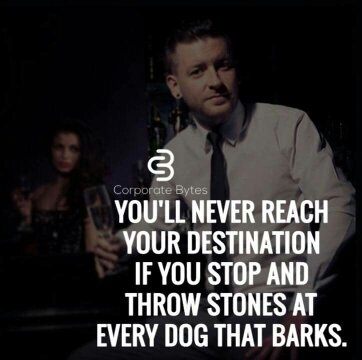 Corporate Bytes
YOU'LL NEVER REACH
YOUR DESTINATION
IF YOU STOP AND
THROW STONES AT
EVERY DOG THAT BARKS.